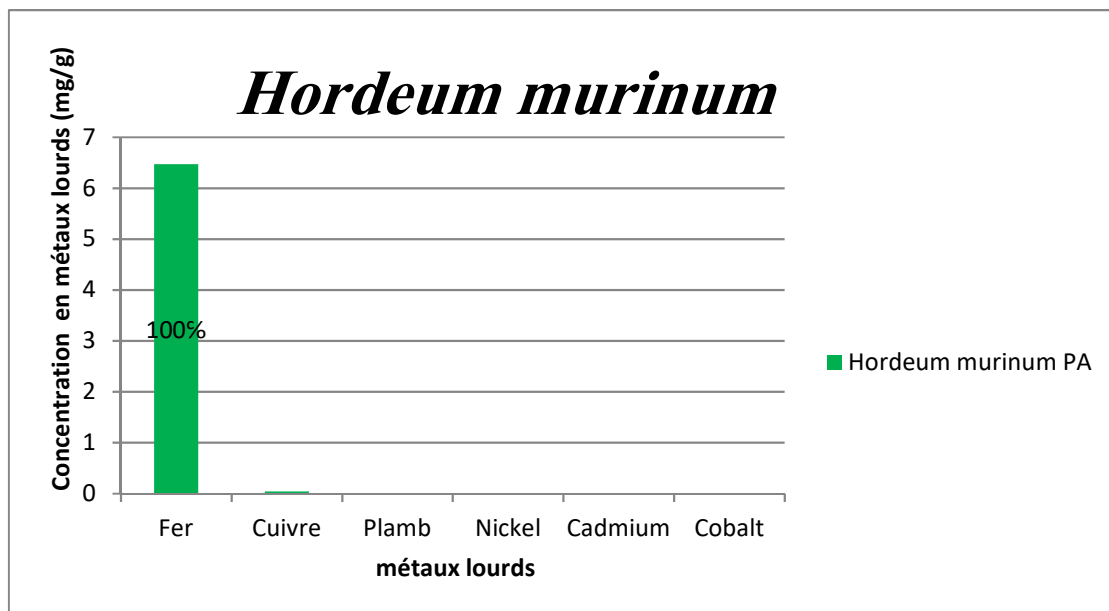 Hordeum murinum
Concentration en métaux lourds (mg/g)
7
6
5
4
3
2
1
0
100%
Fer Cuivre Plamb Nickel Cadmium Cobalt
métaux lourds
Hordeum murinum PA